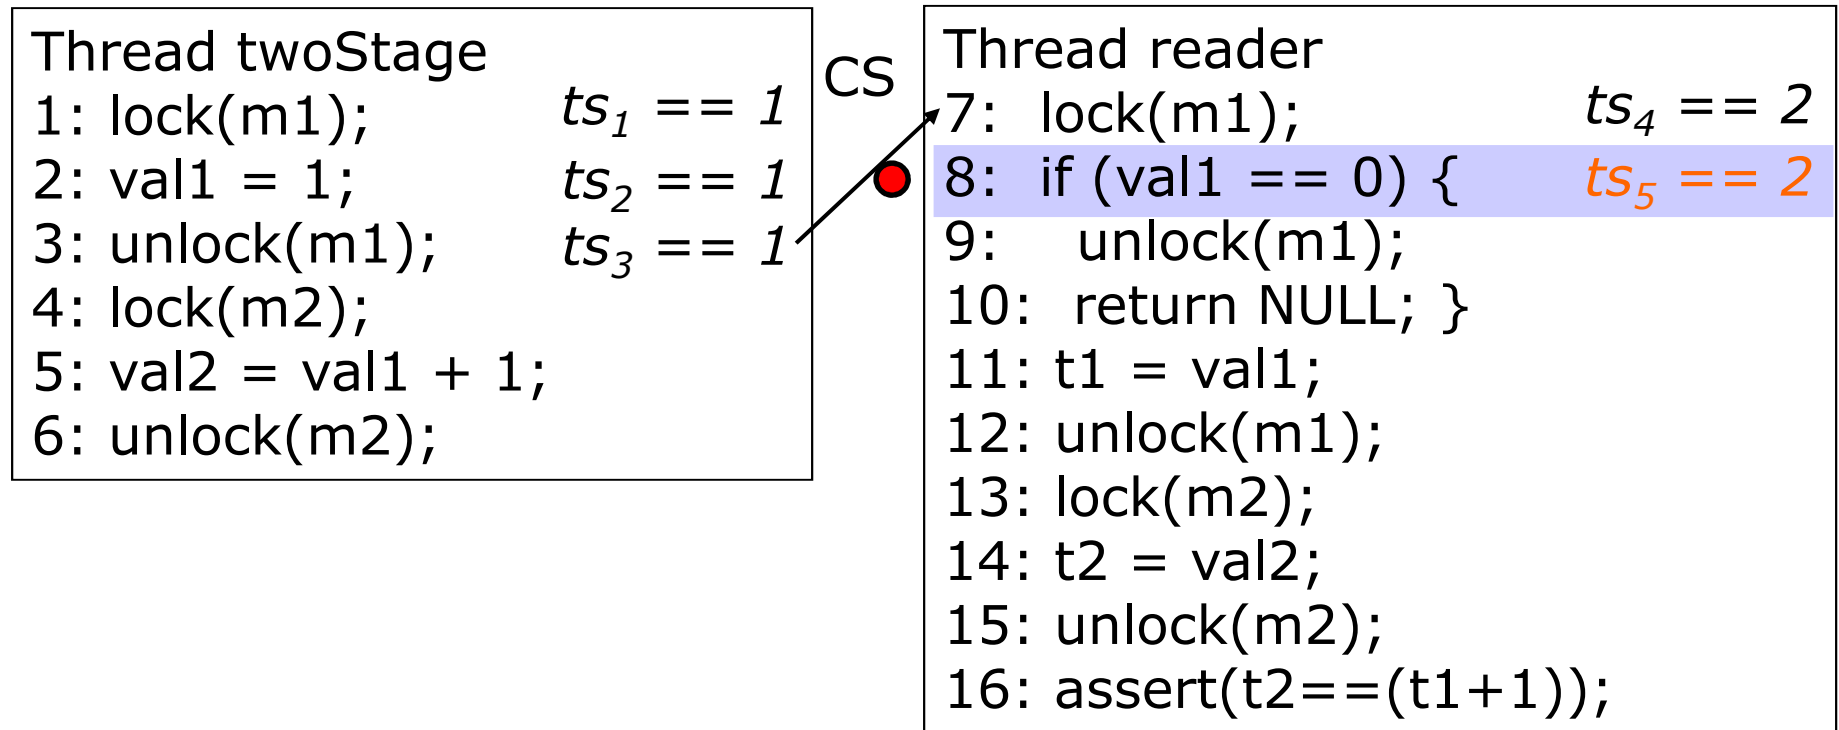 Thread twoStage
1: lock(m1); ts1 == 1
2: val1 = 1; ts2 == 1
3: unlock(m1); ts3 == 1
4: lock(m2);
5: val2 = val1 + 1;
6: unlock(m2);
CS
Thread reader
7: lock(m1); ts4 == 2
8: if (val1 == 0) { ts5 == 2
9: unlock(m1);
10: return NULL; }
11: t1 = val1;
12: unlock(m1);
13: lock(m2);
14: t2 = val2;
15: unlock(m2);
16: assert(t2==(t1+1));